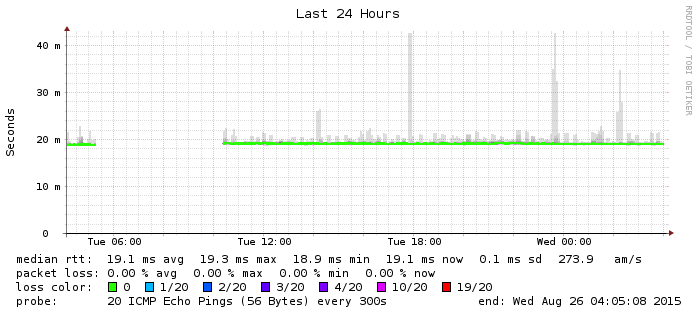 Last 24 Hours
RRDTOOL / TOBI OETIKER
Seconds
40 m
30 m
20 m
10 m
0
Tue 06:00 Tue 12:00 Tue 18:00 Wed 00:00
median rtt: 19.1 ms avg 19.3 ms max 18.9 ms min 19.1 ms now 0.1 ms sd 273.9 am/s
packet loss: 0.00 % avg 0.00 % max 0.00 % min 0.00 % now
loss color: 0 1/20 2/20 3/20 4/20 10/20 19/20
probe: 20 ICMP Echo Pings (56 Bytes) every 300s end: Wed Aug 26 04:05:08 2015